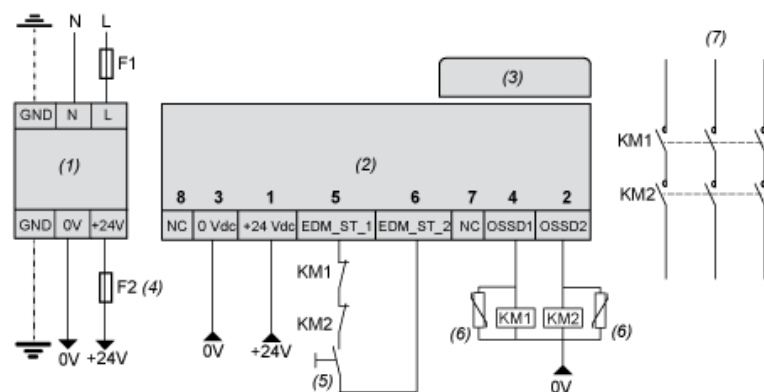 N L
F1
(7)
(3)
GND N L
(1)
(2)
KM1
KM2
8 3 1 5 6 7 4 2
GND 0V +24V
NC 0 Vdc +24 Vdc EDM_ST_1 EDM_ST_2 NC OSSD1 OSSD2
F2 (4)
KM1
KM2
KM1 KM2
(6) (6)
0V +24V
0V +24V
(5)
0V